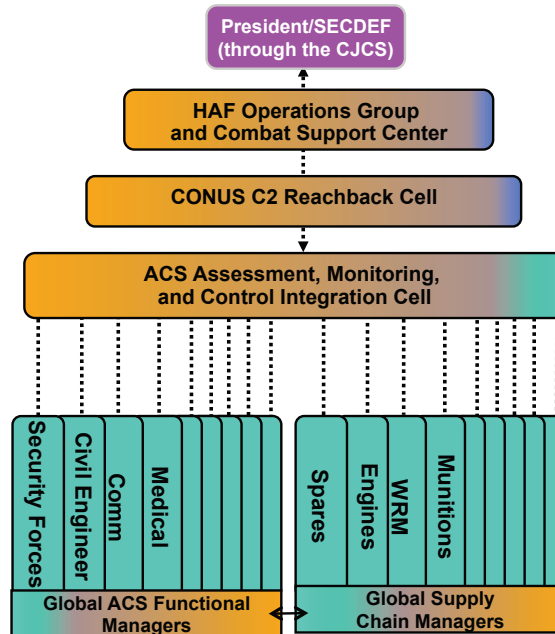 President/SECDEF
(through the CJCS)
HAF Operations Group
and Combat Support Center
CONUS C2 Reachback Cell
ACS Assessment, Monitoring,
and Control Integration Cell
Security Forces
Civil Engineer
Comm
Medical
Spares
Engines
WRM
Munitions
Global ACS Functional
Managers
Global Supply
Chain Managers